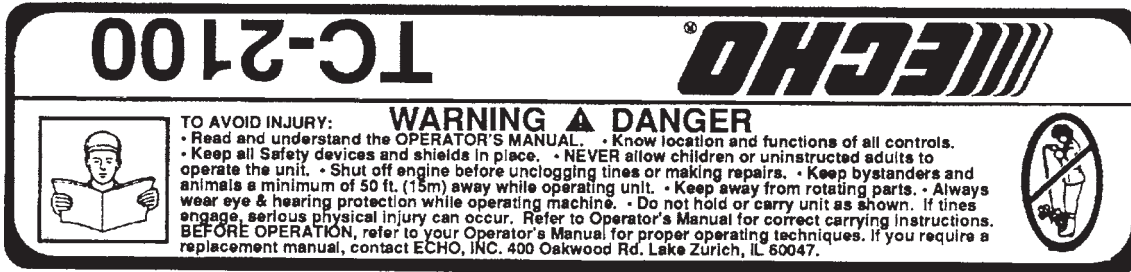 TC-2100
ECHO®
WARNING ⚠ DANGER
TO AVOID INJURY:
• Read and understand the OPERATOR'S MANUAL. • Know location and functions of all controls.
• Keep all Safety devices and shields in place. • NEVER allow children or uninstructed adults to
operate the unit. • Shut off engine before unclogging tines or making repairs. • Keep bystanders and
animals a minimum of 50 ft. (15m) away while operating unit. • Keep away from rotating parts. • Always
wear eye & hearing protection while operating machine. • Do not hold or carry unit as shown. If tines
engage, serious physical injury can occur. Refer to Operator's Manual for correct carrying instructions.
BEFORE OPERATION, refer to your Operator's Manual for proper operating techniques. If you require a
replacement manual, contact ECHO, INC. 400 Oakwood Rd. Lake Zurich, IL 60047.